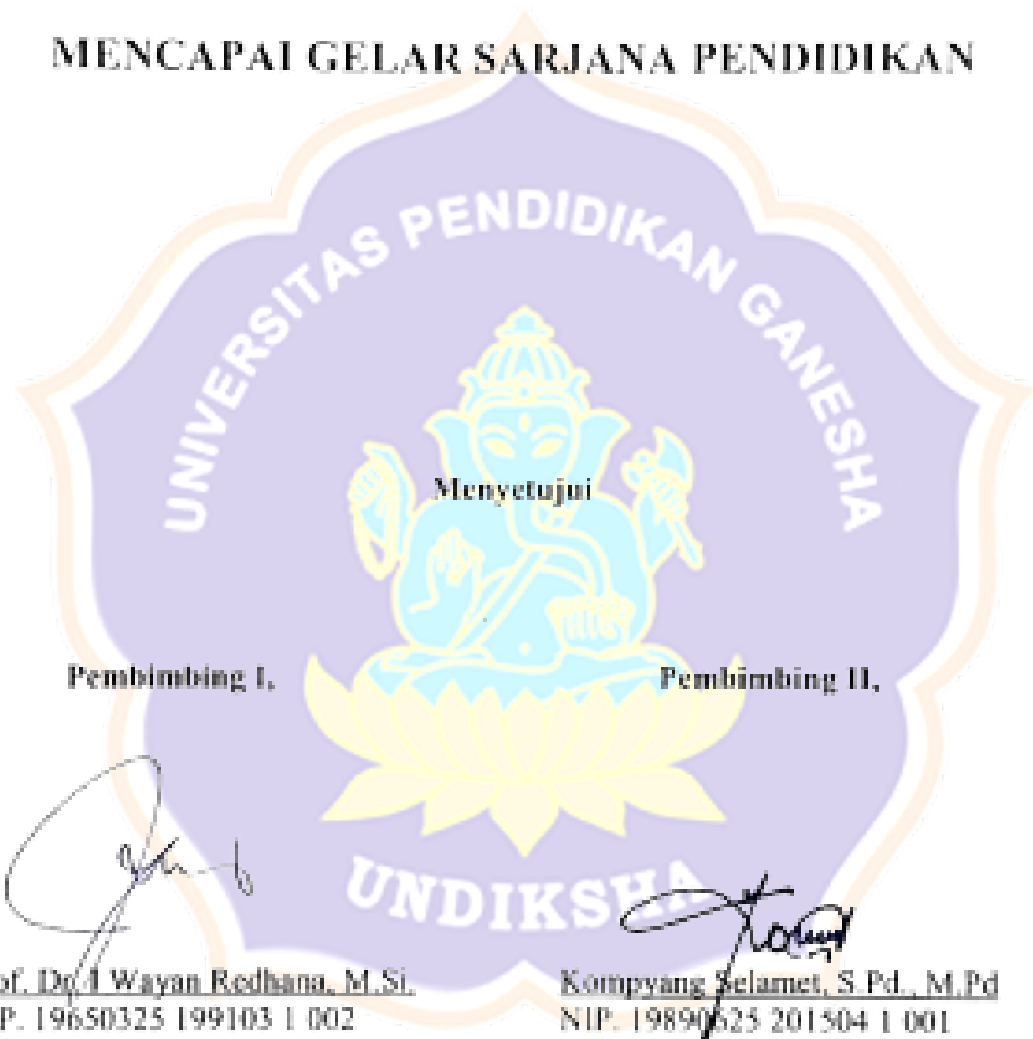 MENCAPAI GELAR SARJANA PENDIDIKAN
UNIVERSITAS PENDIDIKAN GANESHA
Menyetujui
Pembimbing I,
Pembimbing II,
UNDIKSHA
of. Dr. I Wayan Redhana, M.Si.
Kompyang Selamet, S.Pd., M.Pd
P. 19650325 199103 1 002
NIP. 19890625 201504 1 001